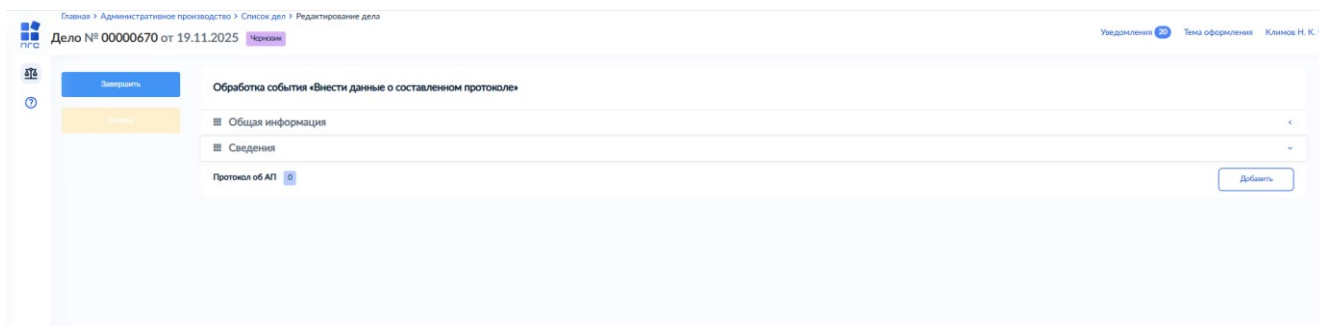 Главная > Административное производство > Список дел > Редактирование дела
Дело № 00000670 от 19.11.2025 Черновик
Уведомления 20 Тема оформления Климов Н. К.
пгс
Завершить
Обработка события «Внести данные о составленном протоколе»
Отмена
Общая информация
Сведения
Протокол об АП 0
Добавить